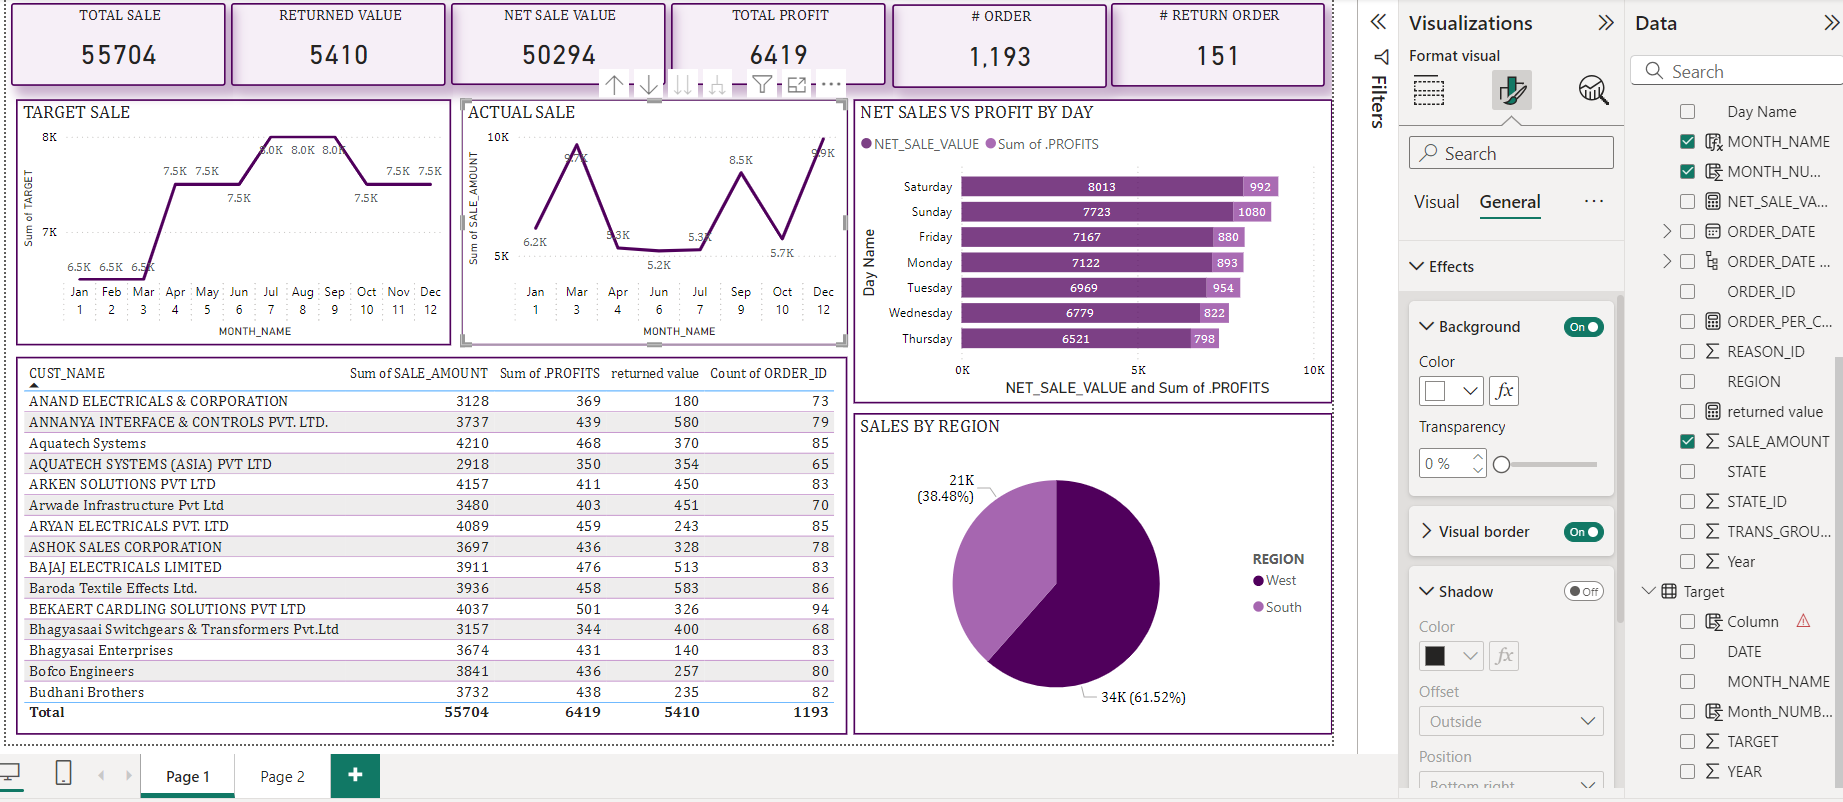 TOTAL SALE
55704
RETURNED VALUE
5410
NET SALE VALUE
50294
TOTAL PROFIT
6419
# ORDER
1,193
# RETURN ORDER
151
TARGET SALE
8K
7K
Sum of TARGET
6.5K 6.5K 6.5K 7.5K 7.5K 7.5K 8.0K 8.0K 8.0K 7.5K 7.5K 7.5K
Jan Feb Mar Apr May Jun Jul Aug Sep Oct Nov Dec
1 2 3 4 5 6 7 8 9 10 11 12
MONTH_NAME
ACTUAL SALE
10K
5K
Sum of SALE_AMOUNT
6.2K 9.7K 5.3K 5.2K 5.3K 8.5K 5.7K 9.9K
Jan Mar Apr Jun Jul Sep Oct Dec
1 3 4 6 7 9 10 12
MONTH_NAME
NET SALES VS PROFIT BY DAY
NET_SALE_VALUE Sum of .PROFITS
Day Name
Saturday 8013 992
Sunday 7723 1080
Friday 7167 880
Monday 7122 893
Tuesday 6969 954
Wednesday 6779 822
Thursday 6521 798
0K 5K 10K
NET_SALE_VALUE and Sum of .PROFITS
CUST_NAME Sum of SALE_AMOUNT Sum of .PROFITS returned value Count of ORDER_ID
ANAND ELECTRICALS & CORPORATION 3128 369 180 73
ANNANYA INTERFACE & CONTROLS PVT. LTD. 3737 439 580 79
Aquatech Systems 4210 468 370 85
AQUATECH SYSTEMS (ASIA) PVT LTD 2918 350 354 65
ARKEN SOLUTIONS PVT LTD 4157 411 450 83
Arwade Infrastructure Pvt Ltd 3480 403 451 70
ARYAN ELECTRICALS PVT. LTD 4089 459 243 85
ASHOK SALES CORPORATION 3697 436 328 78
BAJAJ ELECTRICALS LIMITED 3911 476 513 83
Baroda Textile Effects Ltd. 3936 458 583 86
BEKAERT CARDLING SOLUTIONS PVT LTD 4037 501 326 94
Bhagyasaai Switchgears & Transformers Pvt.Ltd 3157 344 400 68
Bhagyasai Enterprises 3674 431 140 83
Bofco Engineers 3841 436 257 80
Budhani Brothers 3732 438 235 82
Total 55704 6419 5410 1193
SALES BY REGION
21K
(38.48%)
34K (61.52%)
REGION
West
South
Page 1
Page 2
Filters
Visualizations
Format visual
Search
Visual General
Effects
Background On
Color
fx
Transparency
0 %
Visual border On
Shadow Off
Color
fx
Offset
Outside
Position
Bottom right
Data
Search
Day Name
MONTH_NAME
MONTH_NU...
NET_SALE_VA...
ORDER_DATE
ORDER_DATE ...
ORDER_ID
ORDER_PER_C...
REASON_ID
REGION
returned value
SALE_AMOUNT
STATE
STATE_ID
TRANS_GROU...
Year
Target
Column
DATE
MONTH_NAME
Month_NUMB...
TARGET
YEAR